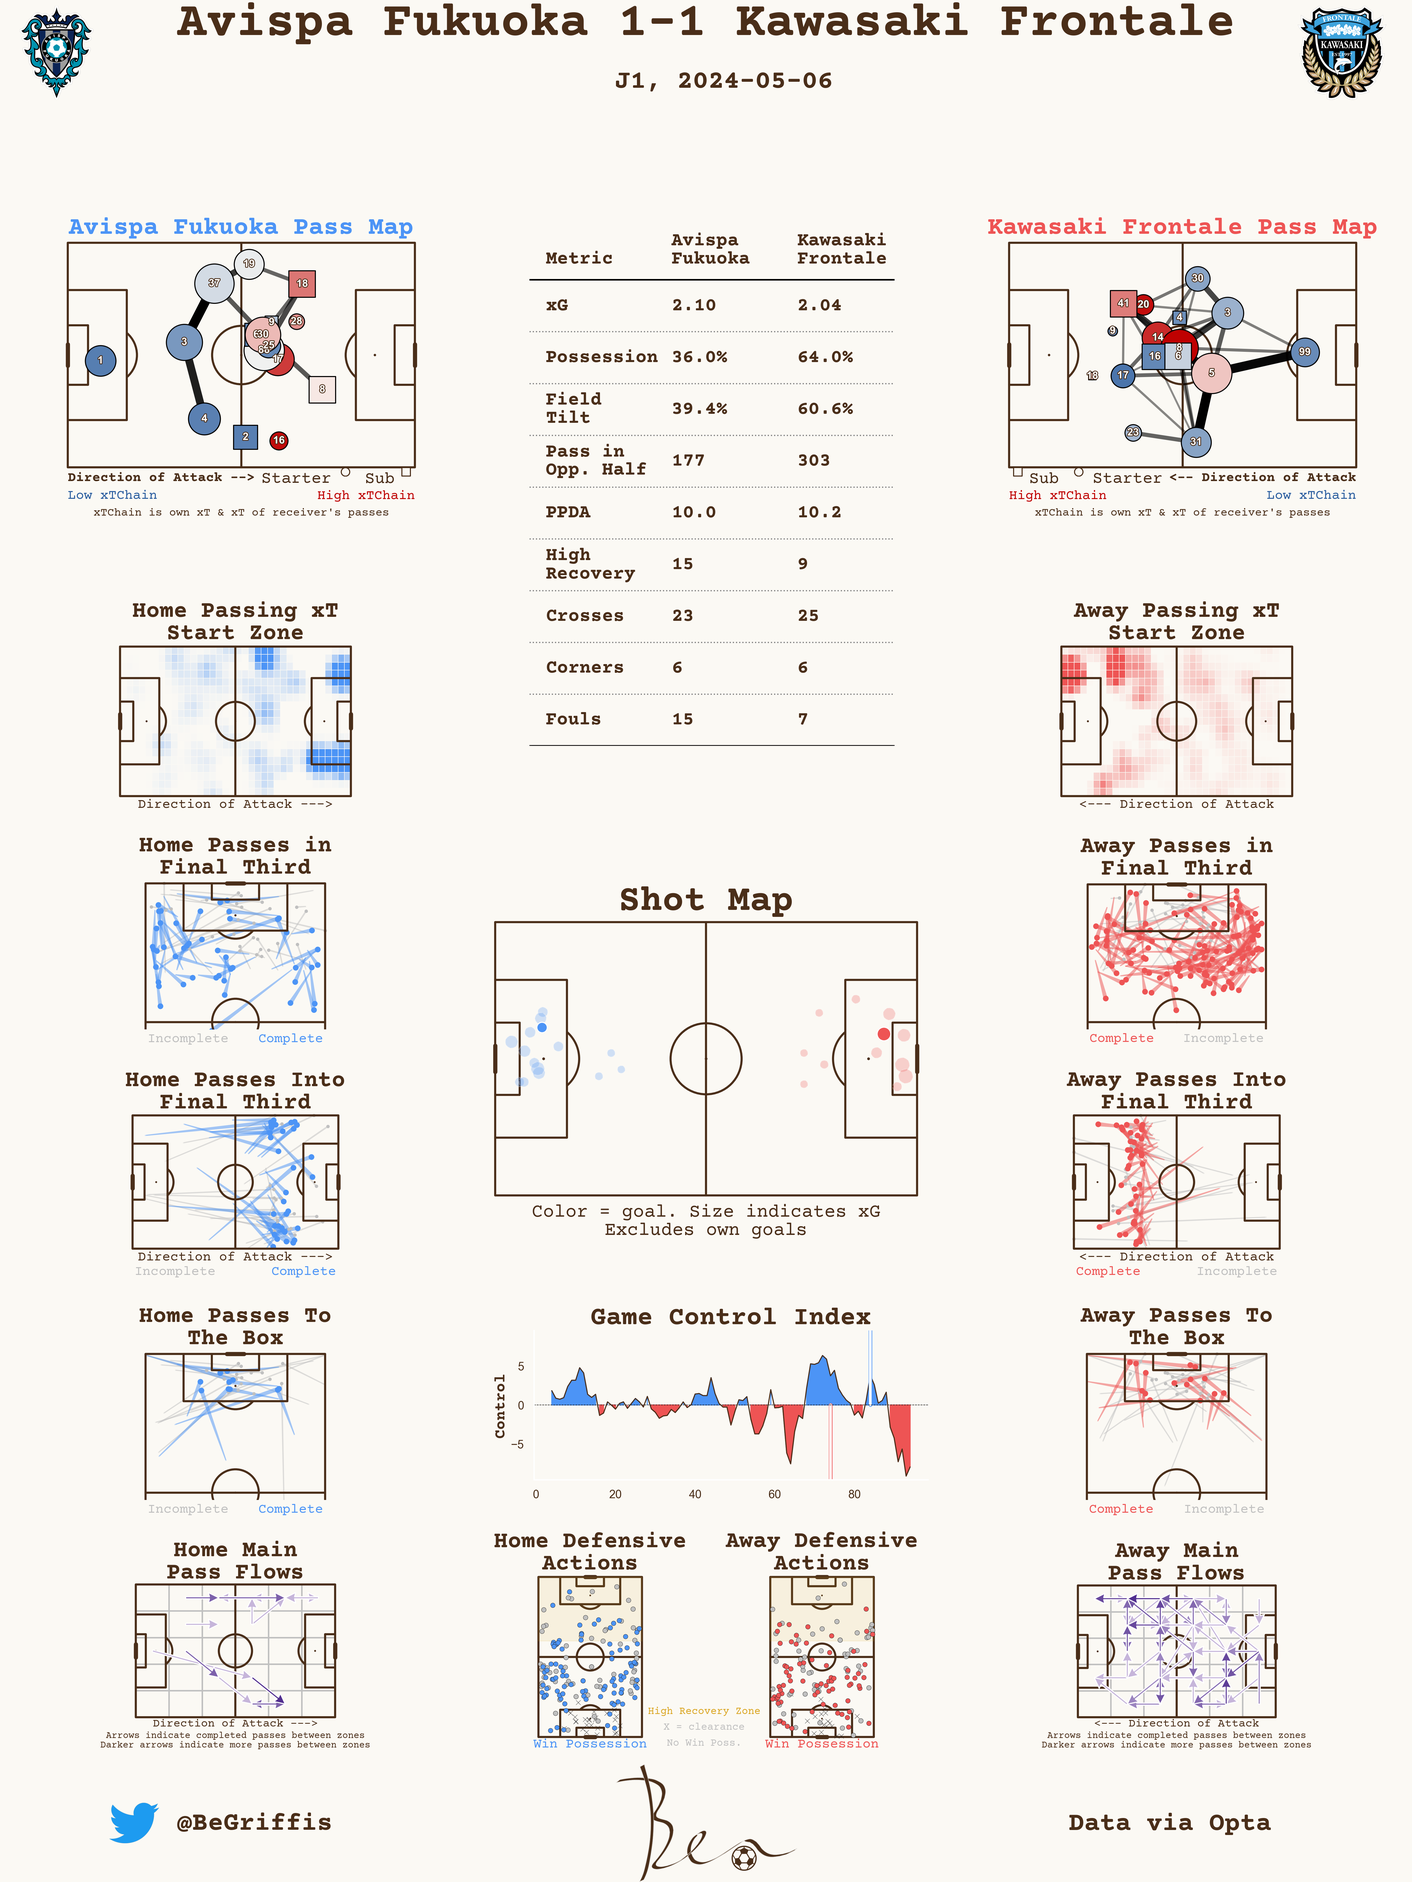 Avispa Fukuoka 1-1 Kawasaki Frontale
J1, 2024-05-06
FRONTALE
KAWASAKI
Avispa Fukuoka Pass Map
19
37
18
9
28
630
25
3
17
1
8
4
2
16
Direction of Attack --> Starter Sub
Low xTChain High xTChain
xTChain is own xT & xT of receiver's passes
Metric Avispa Fukuoka Kawasaki Frontale
xG 2.10 2.04
Possession 36.0% 64.0%
Field Tilt 39.4% 60.6%
Pass in Opp. Half 177 303
PPDA 10.0 10.2
High Recovery 15 9
Crosses 23 25
Corners 6 6
Fouls 15 7
Kawasaki Frontale Pass Map
30
41
20
4
3
9
14
8
16
6
99
18
17
5
23
31
Sub Starter <-- Direction of Attack
High xTChain Low xTChain
xTChain is own xT & xT of receiver's passes
Home Passing xT
Start Zone
Direction of Attack --->
Away Passing xT
Start Zone
<--- Direction of Attack
Home Passes in
Final Third
Incomplete Complete
Away Passes in
Final Third
Complete Incomplete
Shot Map
Color = goal. Size indicates xG
Excludes own goals
Home Passes Into
Final Third
Direction of Attack --->
Incomplete Complete
Away Passes Into
Final Third
<--- Direction of Attack
Complete Incomplete
Home Passes To
The Box
Incomplete Complete
Game Control Index
Control
5
0
−5
0 20 40 60 80
Away Passes To
The Box
Complete Incomplete
Home Main
Pass Flows
Direction of Attack --->
Arrows indicate completed passes between zones
Darker arrows indicate more passes between zones
Home Defensive
Actions
Win Possession
High Recovery Zone
X = clearance
No Win Poss.
Away Defensive
Actions
Win Possession
Away Main
Pass Flows
<--- Direction of Attack
Arrows indicate completed passes between zones
Darker arrows indicate more passes between zones
@BeGriffis
Ben
Data via Opta